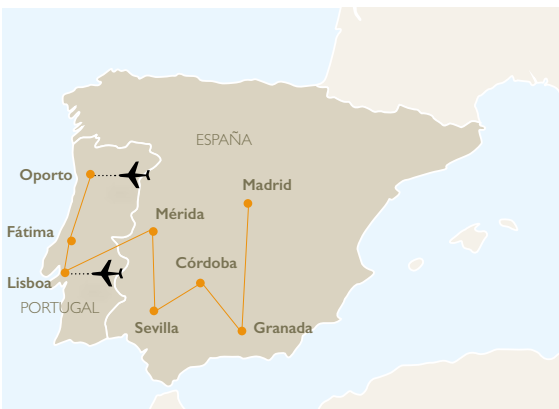 ESPAÑA
Oporto
Madrid
Mérida
Fátima
Córdoba
Lisboa
PORTUGAL
Sevilla
Granada